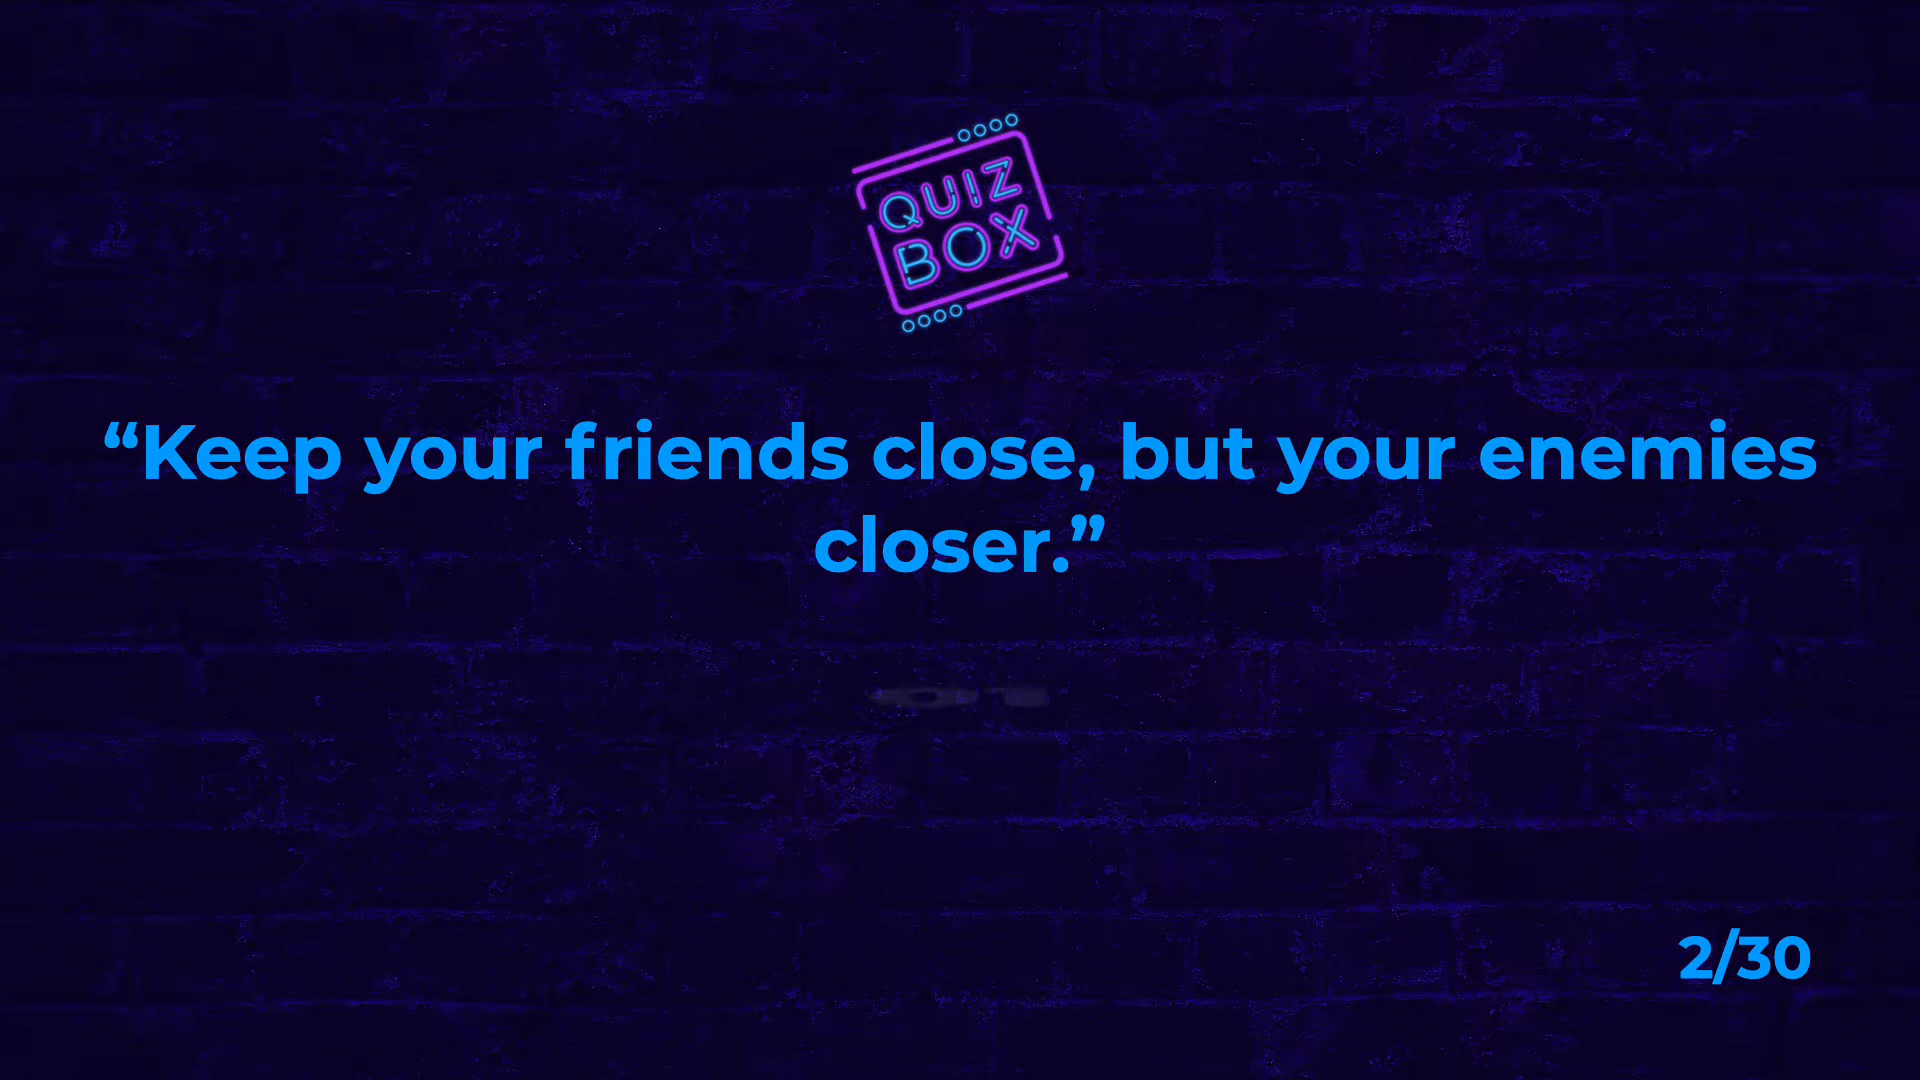 QUIZ
BOX
“Keep your friends close, but your enemies
closer.”
2/30